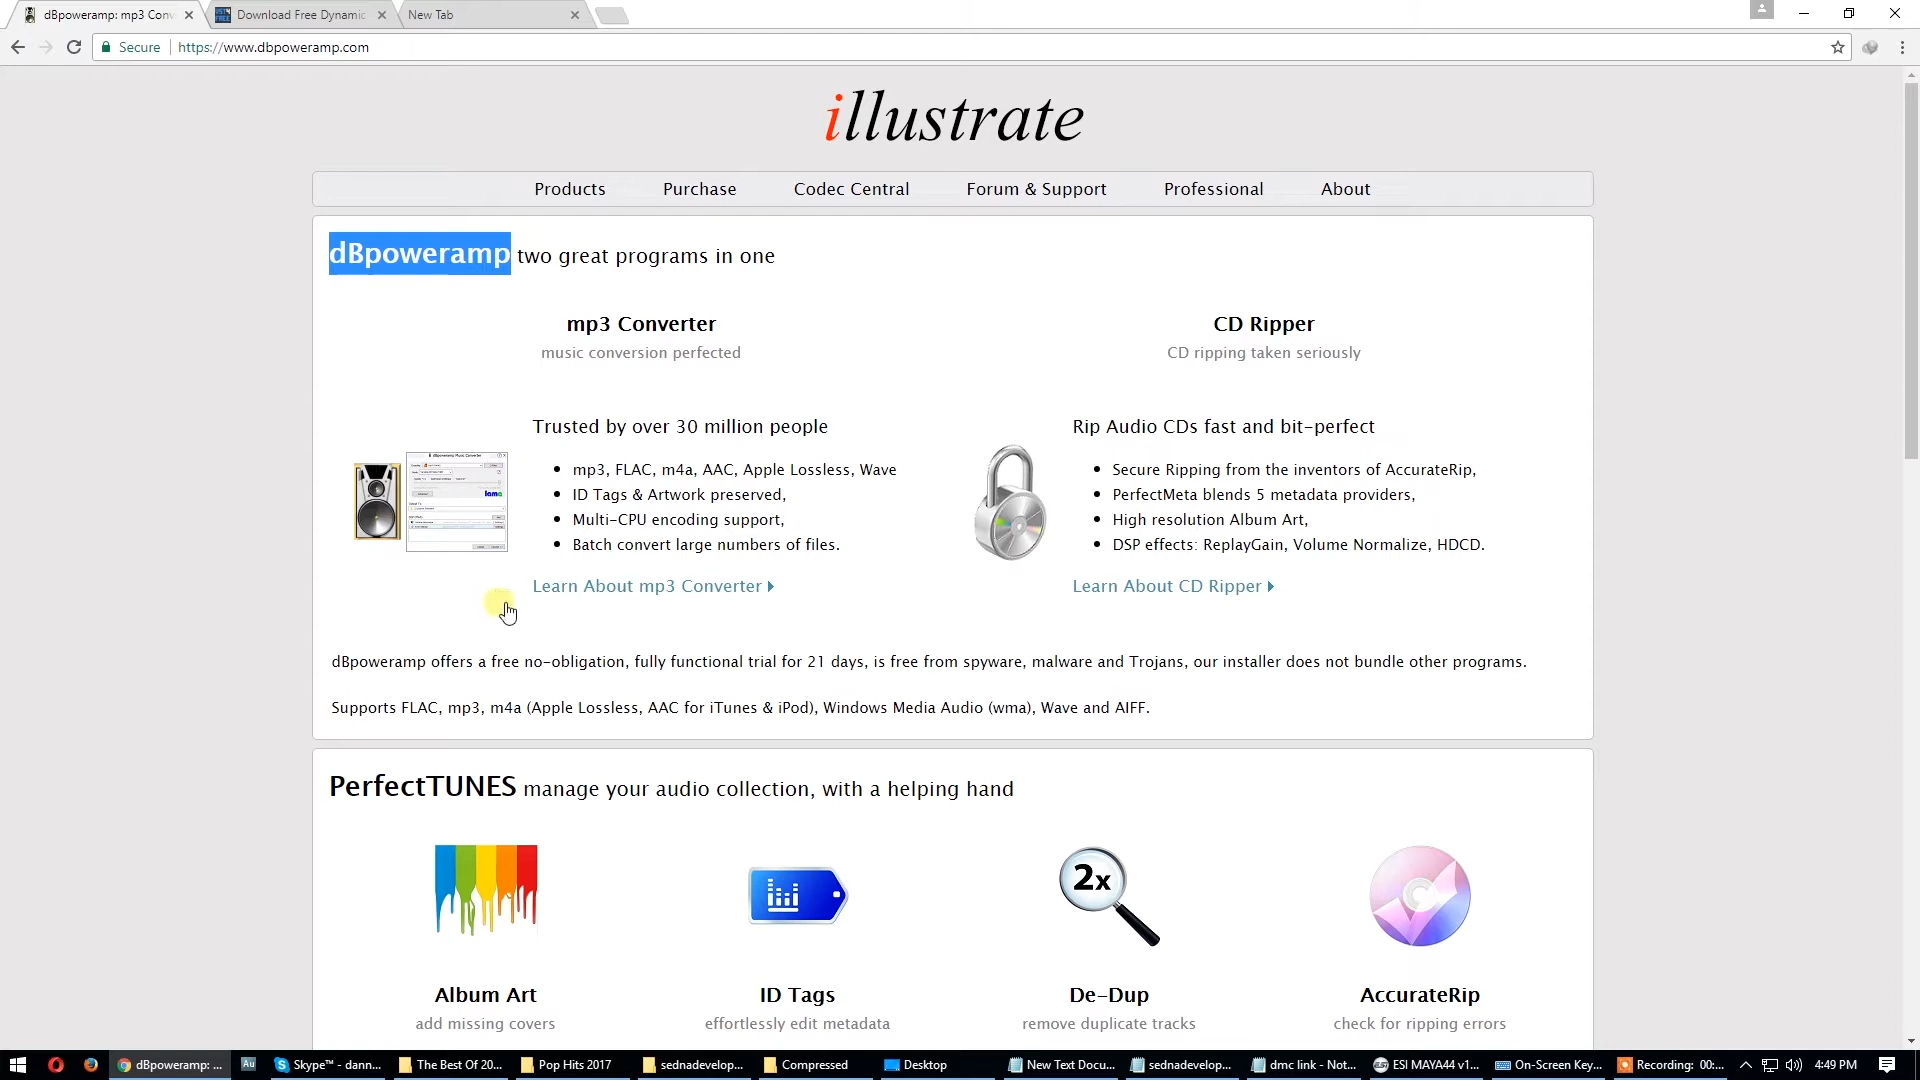 dBpoweramp: mp3 Conv
Download Free Dynamic
New Tab
Secure
https://www.dbpoweramp.com
illustrate
Products
Purchase
Codec Central
Forum & Support
Professional
About
dBpoweramp two great programs in one
mp3 Converter
music conversion perfected
Trusted by over 30 million people
mp3, FLAC, m4a, AAC, Apple Lossless, Wave
ID Tags & Artwork preserved,
Multi-CPU encoding support,
Batch convert large numbers of files.
Learn About mp3 Converter
CD Ripper
CD ripping taken seriously
Rip Audio CDs fast and bit-perfect
Secure Ripping from the inventors of AccurateRip,
PerfectMeta blends 5 metadata providers,
High resolution Album Art,
DSP effects: ReplayGain, Volume Normalize, HDCD.
Learn About CD Ripper
dBpoweramp offers a free no-obligation, fully functional trial for 21 days, is free from spyware, malware and Trojans, our installer does not bundle other programs.
Supports FLAC, mp3, m4a (Apple Lossless, AAC for iTunes & iPod), Windows Media Audio (wma), Wave and AIFF.
PerfectTUNES manage your audio collection, with a helping hand
2x
Album Art
add missing covers
ID Tags
effortlessly edit metadata
De-Dup
remove duplicate tracks
AccurateRip
check for ripping errors
dBpoweramp: ...
Au
Skype™ - dann...
The Best Of 20...
Pop Hits 2017
sednadevelop...
Compressed
Desktop
New Text Docu...
sednadevelop...
dmc link - Not...
ESI MAYA44 v1...
On-Screen Key...
Recording: 00:...
4:49 PM